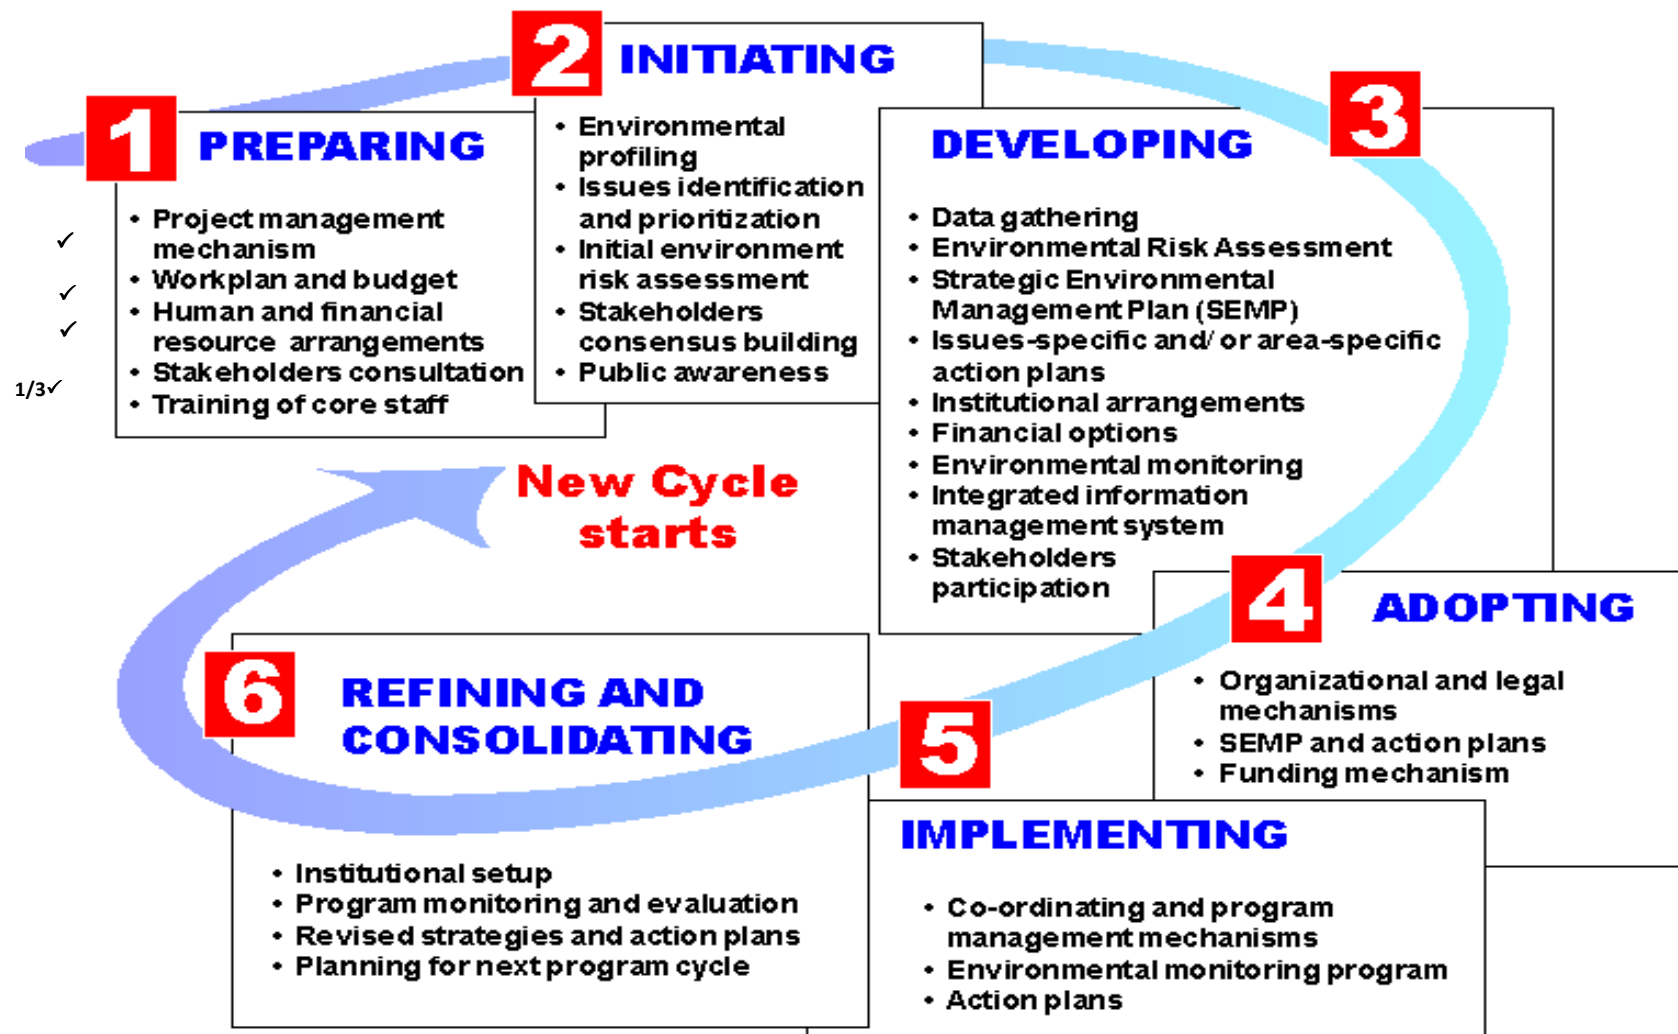 1
PREPARING
• Project management
mechanism
• Workplan and budget
• Human and financial
resource arrangements
• Stakeholders consultation
• Training of core staff
✓
✓
✓
1/3✓
2
INITIATING
• Environmental
profiling
• Issues identification
and prioritization
• Initial environment
risk assessment
• Stakeholders
consensus building
• Public awareness
3
DEVELOPING
• Data gathering
• Environmental Risk Assessment
• Strategic Environmental
Management Plan (SEMP)
• Issues-specific and/ or area-specific
action plans
• Institutional arrangements
• Financial options
• Environmental monitoring
• Integrated information
management system
• Stakeholders
participation
4
ADOPTING
• Organizational and legal
mechanisms
• SEMP and action plans
• Funding mechanism
5
IMPLEMENTING
• Co-ordinating and program
management mechanisms
• Environmental monitoring program
• Action plans
6
REFINING AND
CONSOLIDATING
• Institutional setup
• Program monitoring and evaluation
• Revised strategies and action plans
• Planning for next program cycle
New Cycle
starts